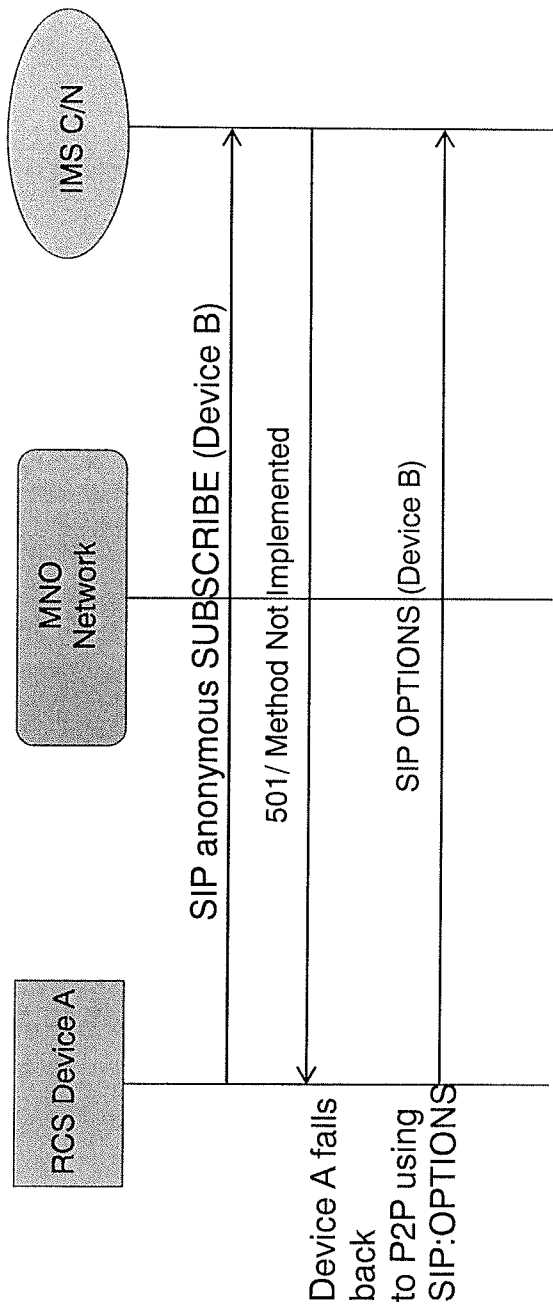 RCS Device A
MNO
Network
IMS C/N
SIP anonymous SUBSCRIBE (Device B)
501/ Method Not Implemented
Device A falls
back
to P2P using
SIP:OPTIONS
SIP OPTIONS (Device B)